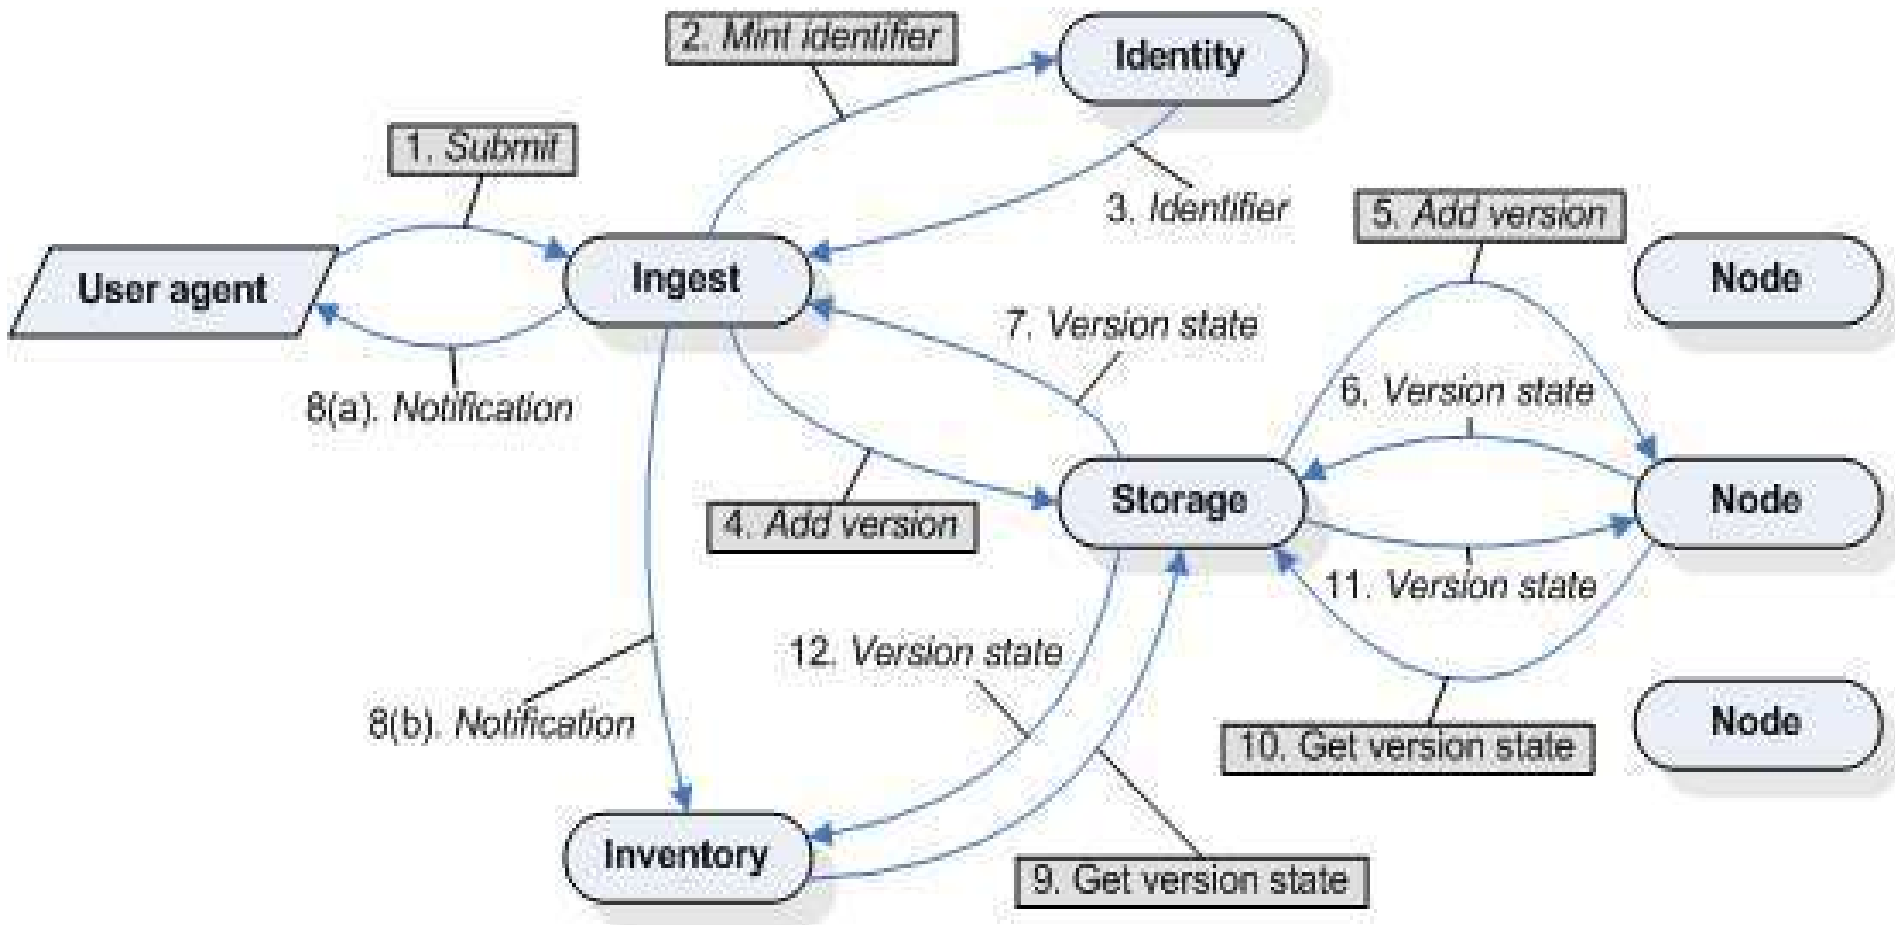 2. Mint identifier
Identity
1. Submit
3. Identifier
5. Add version
User agent
Ingest
Node
7. Version state
6. Version state
8(a). Notification
Storage
Node
4. Add version
11. Version state
12. Version state
8(b). Notification
Node
10. Get version state
Inventory
9. Get version state